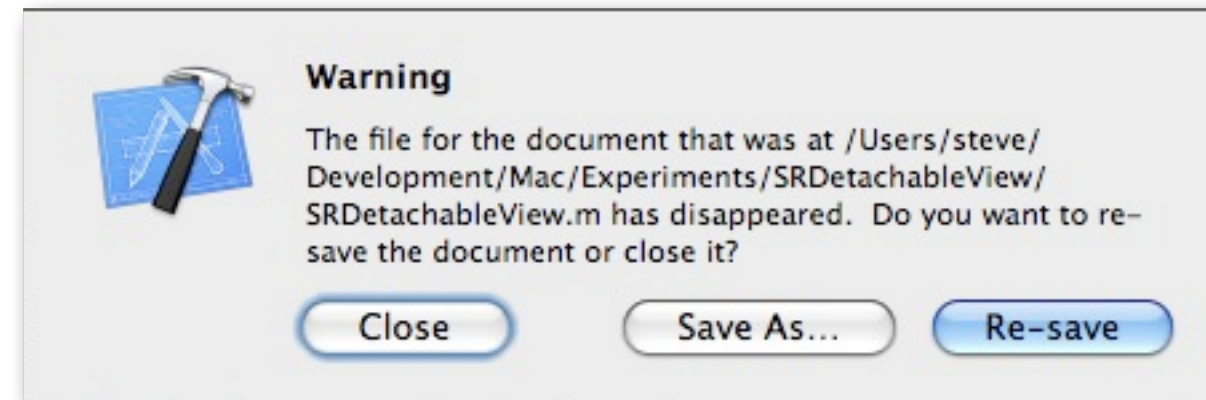 Warning
The file for the document that was at /Users/steve/
Development/Mac/Experiments/SRDetachableView/
SRDetachableView.m has disappeared.  Do you want to re-
save the document or close it?
Close
Save As...
Re-save